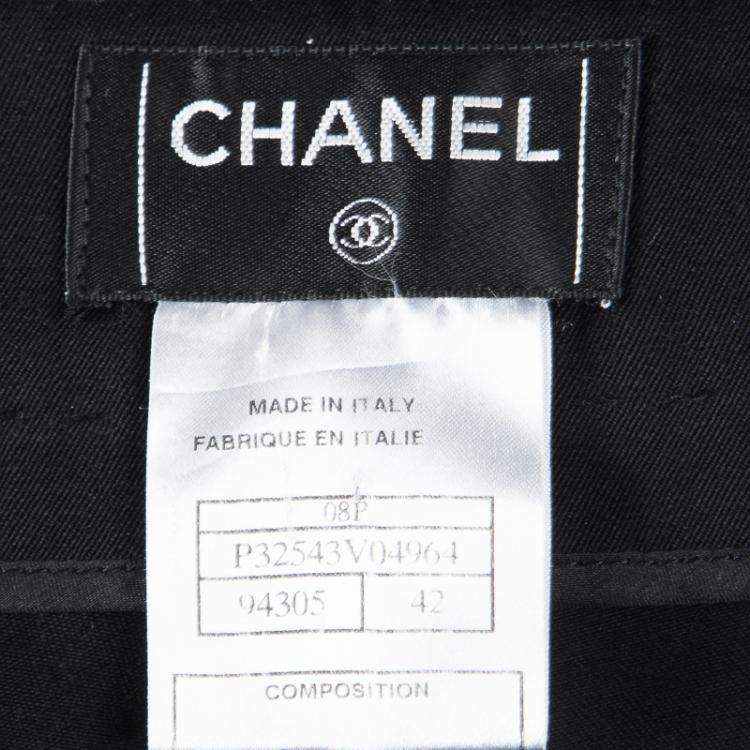 CHANEL
MADE IN ITALY
FABRIQUE EN ITALIE
08P
P32543V04964
94305 42
COMPOSITION